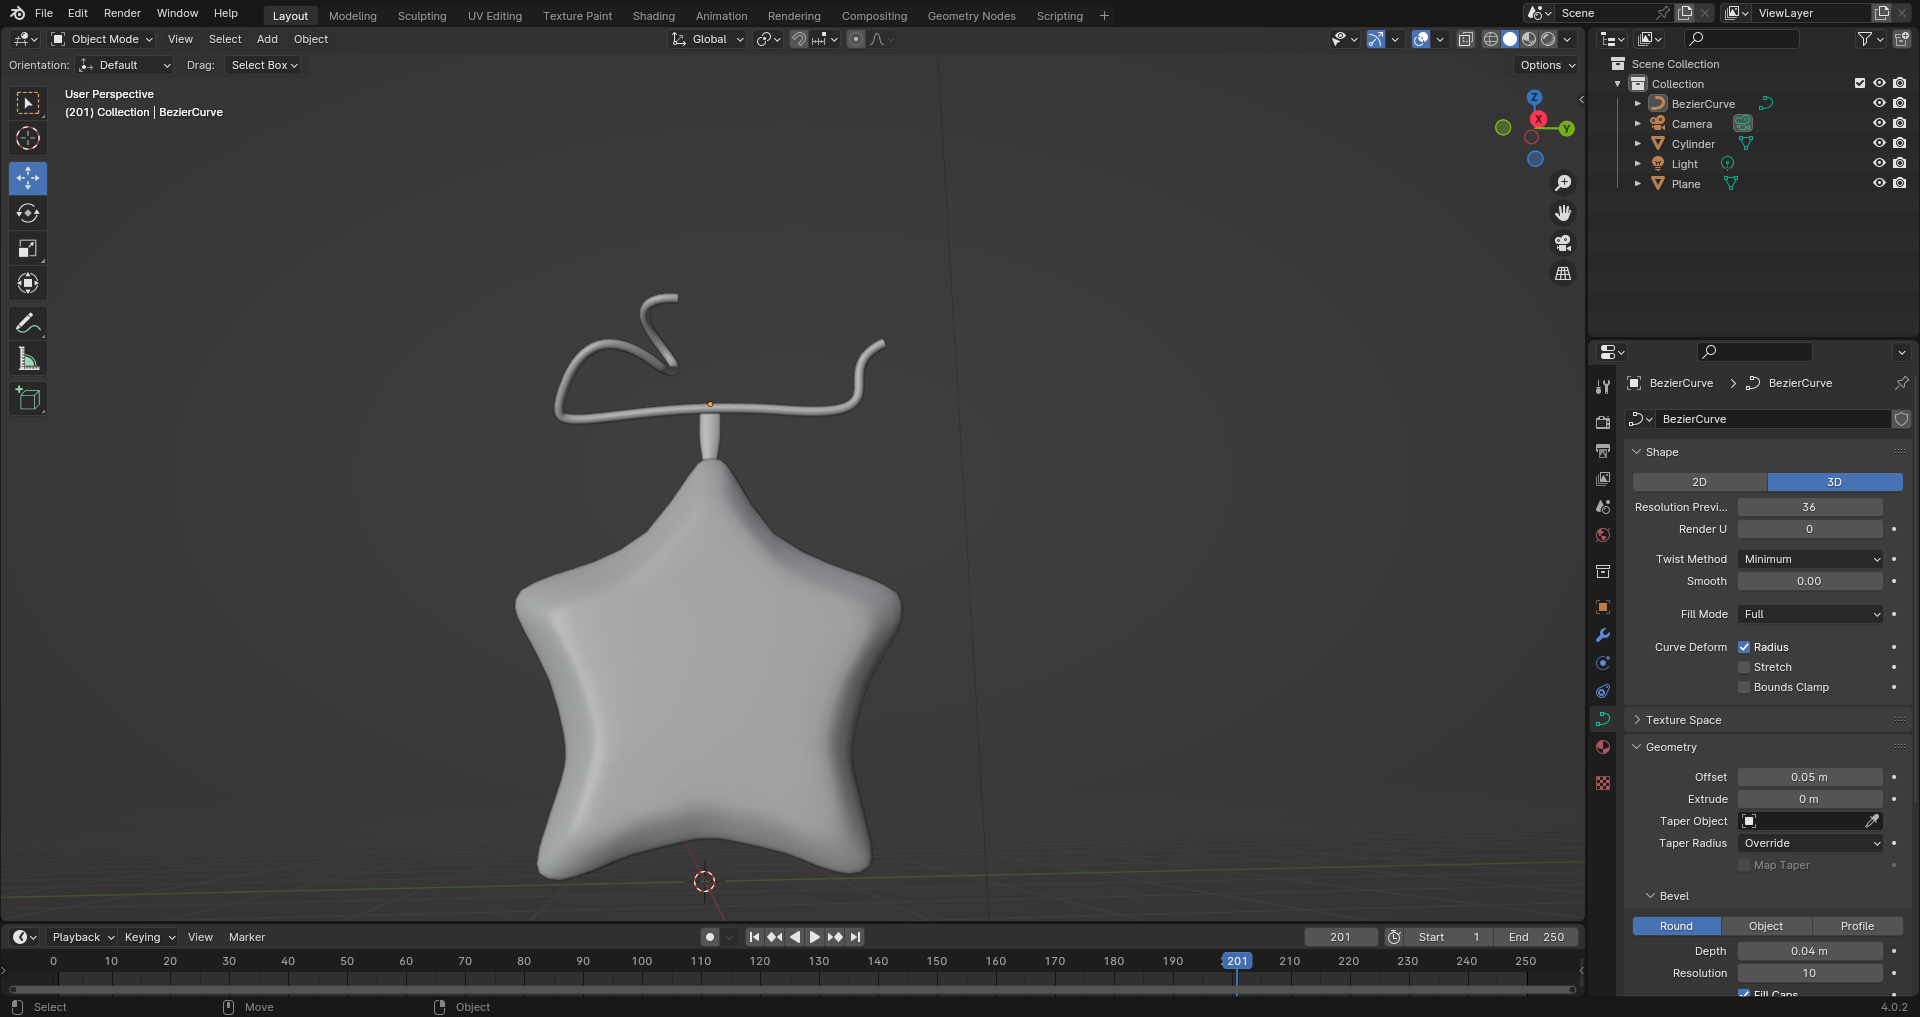 File Edit Render Window Help Layout Modeling Sculpting UV Editing Texture Paint Shading Animation Rendering Compositing Geometry Nodes Scripting + Scene ViewLayer
Object Mode View Select Add Object Global
Orientation: Default Drag: Select Box Options
User Perspective
(201) Collection | BezierCurve
Z
X
Y
Scene Collection
Collection
BezierCurve
Camera
Cylinder
Light
Plane
BezierCurve > BezierCurve
BezierCurve
Shape
2D 3D
Resolution Previ... 36
Render U 0
Twist Method Minimum
Smooth 0.00
Fill Mode Full
Curve Deform Radius
Stretch
Bounds Clamp
Texture Space
Geometry
Offset 0.05 m
Extrude 0 m
Taper Object
Taper Radius Override
Map Taper
Bevel
Round Object Profile
Depth 0.04 m
Resolution 10
Fill Caps
Playback Keying View Marker 201 Start 1 End 250
0 10 20 30 40 50 60 70 80 90 100 110 120 130 140 150 160 170 180 190 201 210 220 230 240 250
Select Move Object 4.0.2